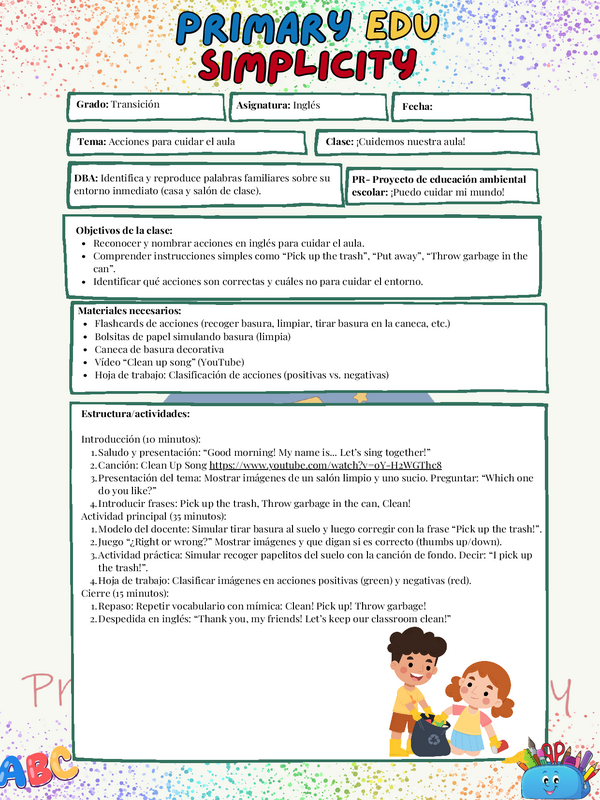 PRIMARY EDU
SIMPLICITY
Grado: Transición
Asignatura: Inglés
Fecha:
Tema: Acciones para cuidar el aula
Clase: ¡Cuidemos nuestra aula!
DBA: Identifica y reproduce palabras familiares sobre su
entorno inmediato (casa y salón de clase).
PR- Proyecto de educación ambiental
escolar: ¡Puedo cuidar mi mundo!
Objetivos de la clase:
• Reconocer y nombrar acciones en inglés para cuidar el aula.
• Comprender instrucciones simples como “Pick up the trash”, “Put away”, “Throw garbage in the
can”.
• Identificar qué acciones son correctas y cuáles no para cuidar el entorno.
Materiales necesarios:
• Flashcards de acciones (recoger basura, limpiar, tirar basura en la caneca, etc.)
• Bolsitas de papel simulando basura (limpia)
• Caneca de basura decorativa
• Vídeo “Clean up song” (YouTube)
• Hoja de trabajo: Clasificación de acciones (positivas vs. negativas)
Estructura/actividades:
Introducción (10 minutos):
1. Saludo y presentación: “Good morning! My name is... Let’s sing together!”
2. Canción: Clean Up Song https://www.youtube.com/watch?v=oY-H2WGThc8
3. Presentación del tema: Mostrar imágenes de un salón limpio y uno sucio. Preguntar: “Which one
do you like?”
4. Introducir frases: Pick up the trash, Throw garbage in the can, Clean!
Actividad principal (35 minutos):
1. Modelo del docente: Simular tirar basura al suelo y luego corregir con la frase “Pick up the trash!”.
2. Juego “¿Right or wrong?” Mostrar imágenes y que digan si es correcto (thumbs up/down).
3. Actividad práctica: Simular recoger papelitos del suelo con la canción de fondo. Decir: “I pick up
the trash!”.
4. Hoja de trabajo: Clasificar imágenes en acciones positivas (green) y negativas (red).
Cierre (15 minutos):
1. Repaso: Repetir vocabulario con mímica: Clean! Pick up! Throw garbage!
2. Despedida en inglés: “Thank you, my friends! Let’s keep our classroom clean!”
ABC